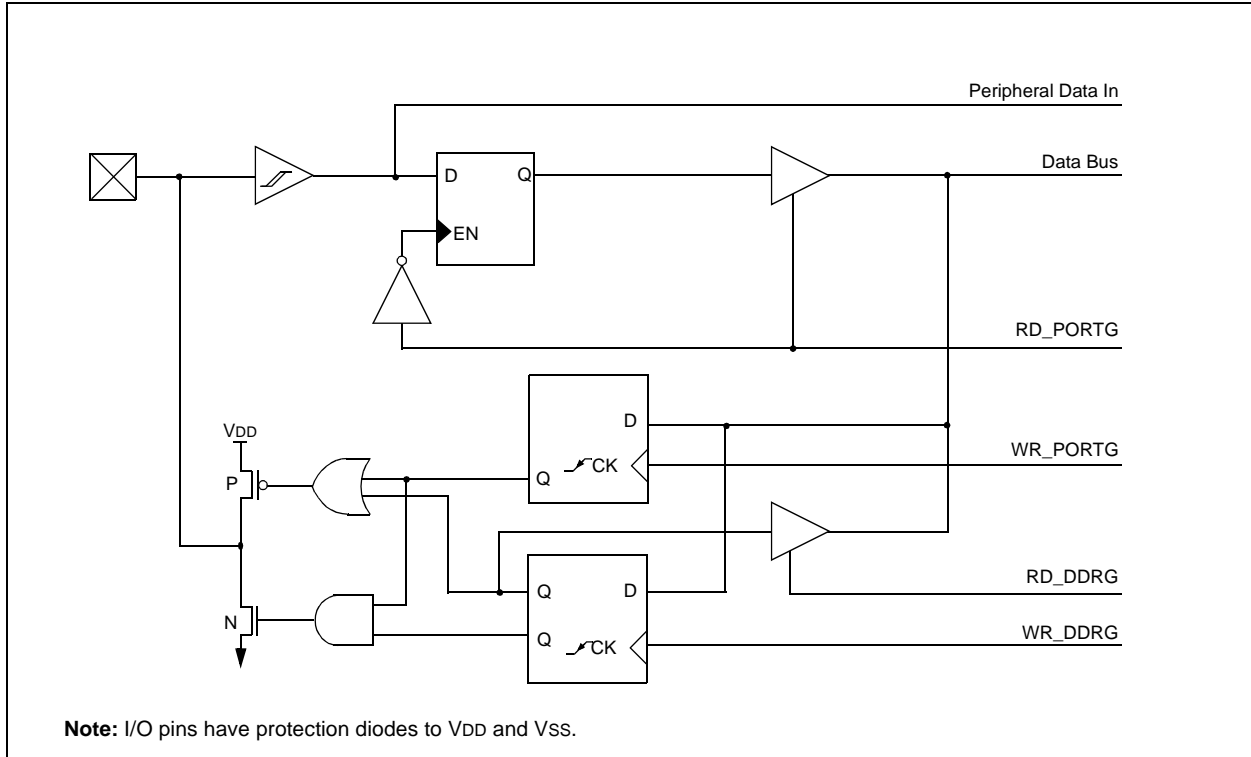 Peripheral Data In
Data Bus
D
Q
EN
RD_PORTG
D
VDD
WR_PORTG
P
Q
CK
RD_DDRG
Q
D
N
Q
CK
WR_DDRG
Note: I/O pins have protection diodes to VDD and VSS.